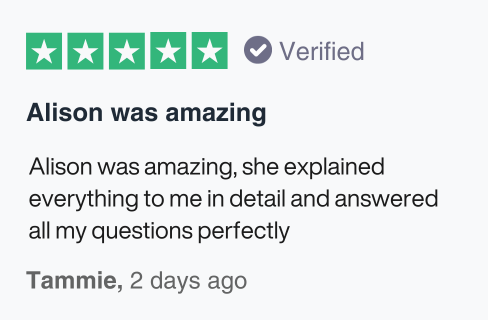 Verified
Alison was amazing
Alison was amazing, she explained
everything to me in detail and answered
all my questions perfectly
Tammie, 2 days ago